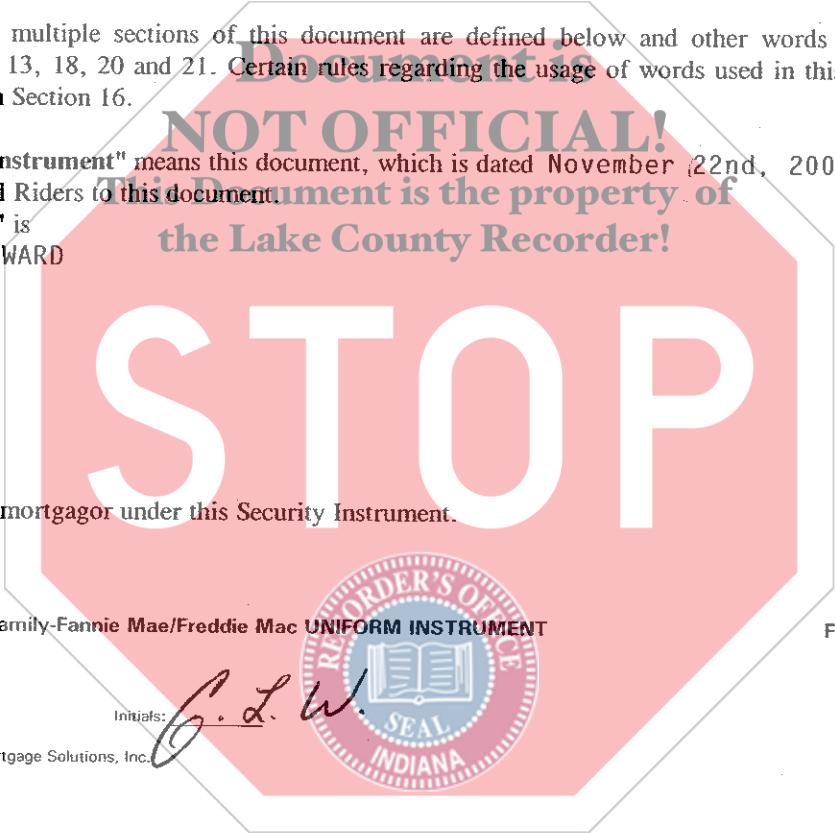 multiple sections of this document are defined below and other words
13, 18, 20 and 21. Certain rules regarding the usage of words used in this
Section 16.
Document is
NOT OFFICIAL!
nstrument" means this document, which is dated November 22nd, 200
Riders to this document.
This Document is the property of
" is
the Lake County Recorder!
WARD
STOP
mortgagor under this Security Instrument.
amily-Fannie Mae/Freddie Mac UNIFORM INSTRUMENT
RECORDER'S OFFICE
SEAL
INDIANA
Initials: C. L. W.
tgage Solutions, Inc.